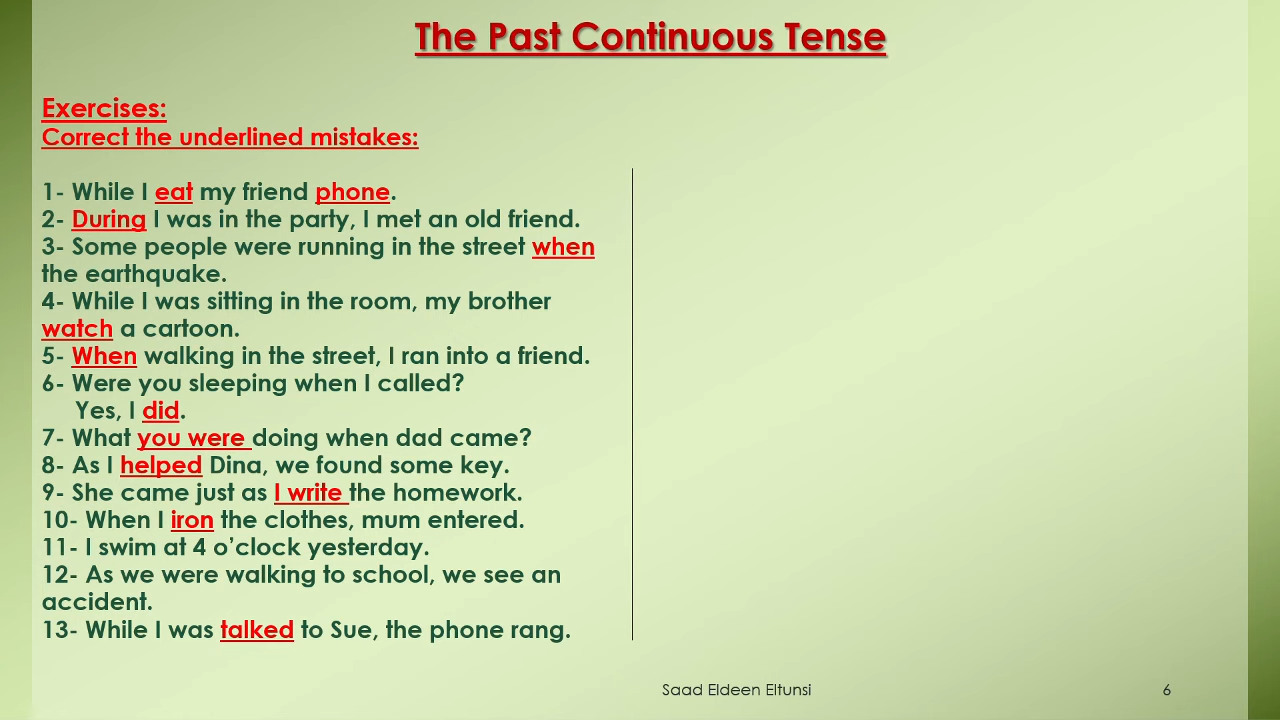 The Past Continuous Tense
Exercises:
Correct the underlined mistakes:
1- While I eat my friend phone.
2- During I was in the party, I met an old friend.
3- Some people were running in the street when
the earthquake.
4- While I was sitting in the room, my brother
watch a cartoon.
5- When walking in the street, I ran into a friend.
6- Were you sleeping when I called?
Yes, I did.
7- What you were doing when dad came?
8- As I helped Dina, we found some key.
9- She came just as I write the homework.
10- When I iron the clothes, mum entered.
11- I swim at 4 o’clock yesterday.
12- As we were walking to school, we see an
accident.
13- While I was talked to Sue, the phone rang.
Saad Eldeen Eltunsi
6